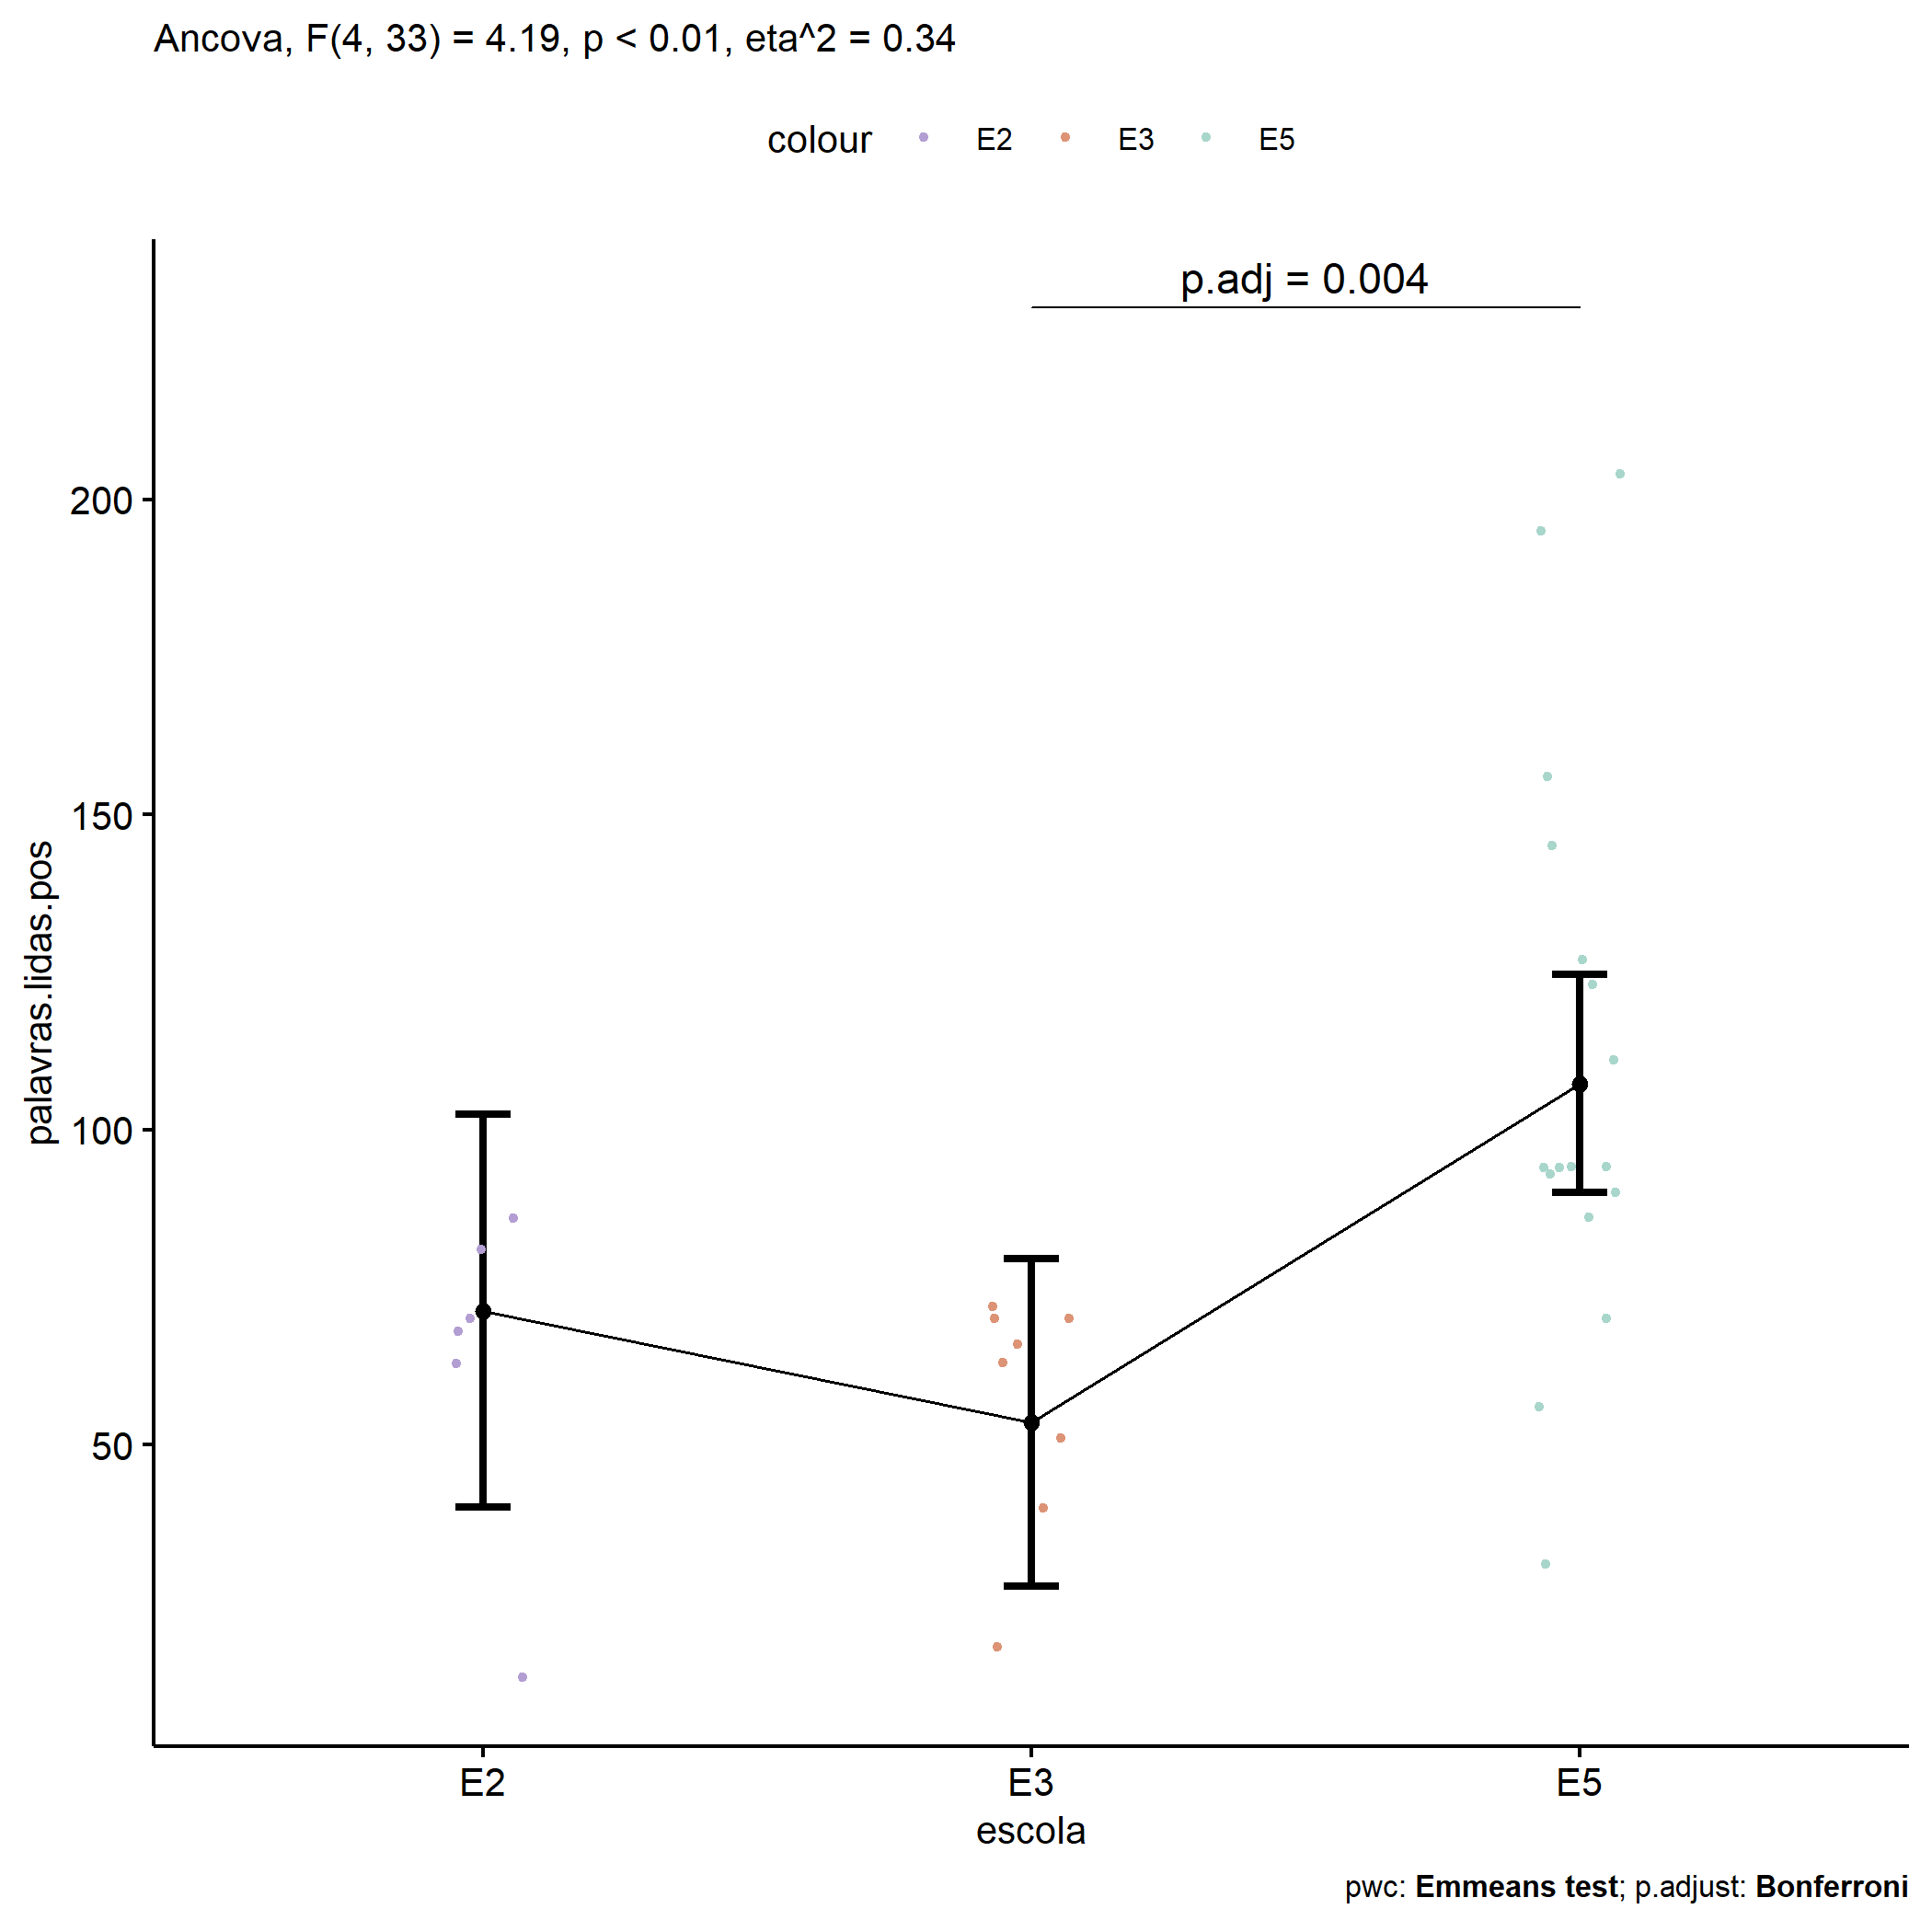 Ancova, F(4, 33) = 4.19, p < 0.01, eta^2 = 0.34
colour E2 E3 E5
p.adj = 0.004
200
150
100
50
palavras.lidas.pos
E2 E3 E5
escola
pwc: Emmeans test; p.adjust: Bonferroni